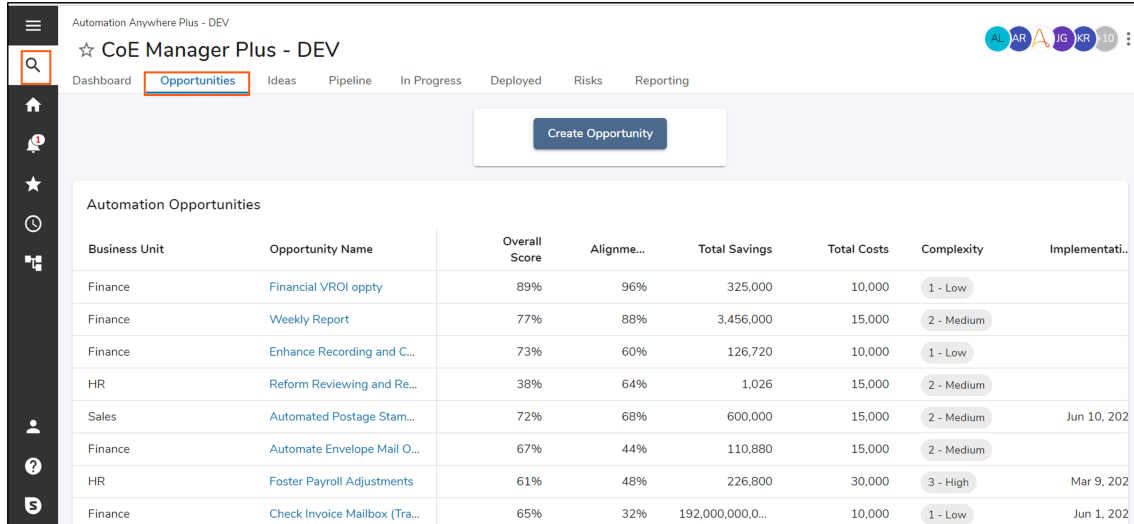 Automation Anywhere Plus - DEV
CoE Manager Plus - DEV
AL AR JG KR +10
Dashboard Opportunities Ideas Pipeline In Progress Deployed Risks Reporting
1
Create Opportunity
Automation Opportunities
Business Unit Opportunity Name Overall Score Alignme... Total Savings Total Costs Complexity Implementati..
Finance Financial VROI oppty 89% 96% 325,000 10,000 1 - Low
Finance Weekly Report 77% 88% 3,456,000 15,000 2 - Medium
Finance Enhance Recording and C... 73% 60% 126,720 10,000 1 - Low
HR Reform Reviewing and Re... 38% 64% 1,026 15,000 2 - Medium
Sales Automated Postage Stam... 72% 68% 600,000 15,000 2 - Medium Jun 10, 202
Finance Automate Envelope Mail O... 67% 44% 110,880 15,000 2 - Medium
HR Foster Payroll Adjustments 61% 48% 226,800 30,000 3 - High Mar 9, 202
Finance Check Invoice Mailbox (Tra... 65% 32% 192,000,000,0... 10,000 1 - Low Jun 1, 202